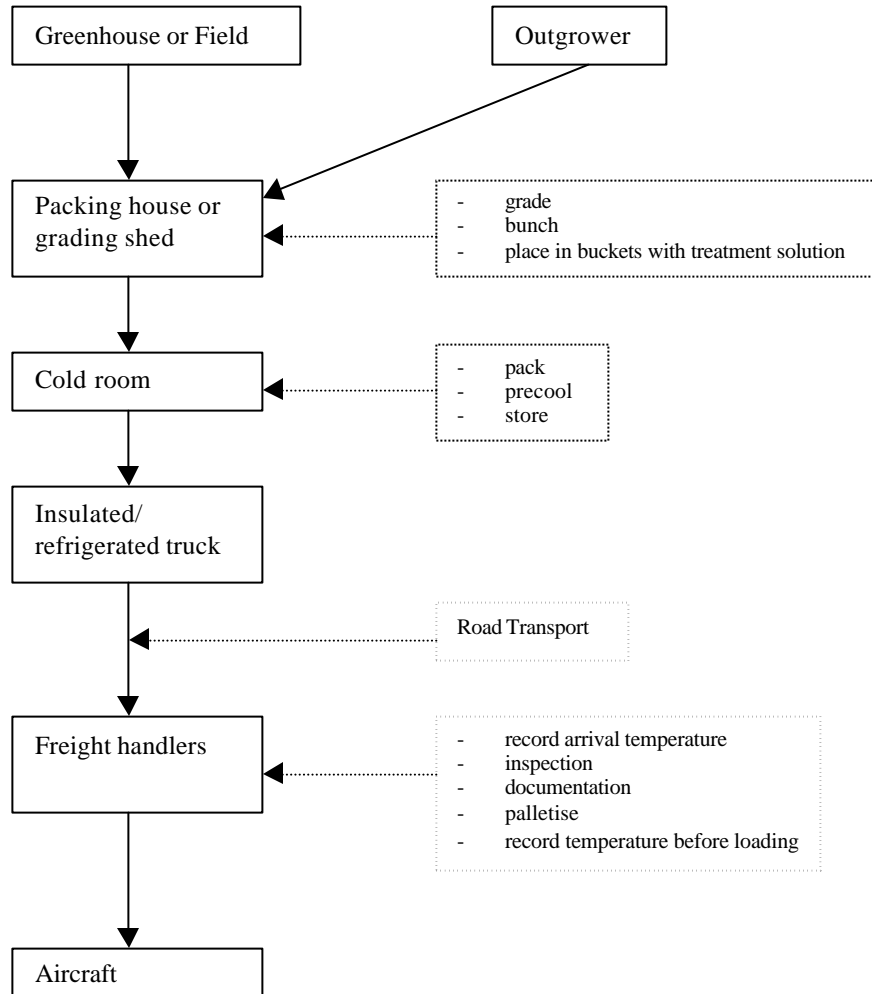 Greenhouse or Field
Outgrower
Packing house or
grading shed
- grade
- bunch
- place in buckets with treatment solution
Cold room
- pack
- precool
- store
Insulated/
refrigerated truck
Road Transport
Freight handlers
- record arrival temperature
- inspection
- documentation
- palletise
- record temperature before loading
Aircraft